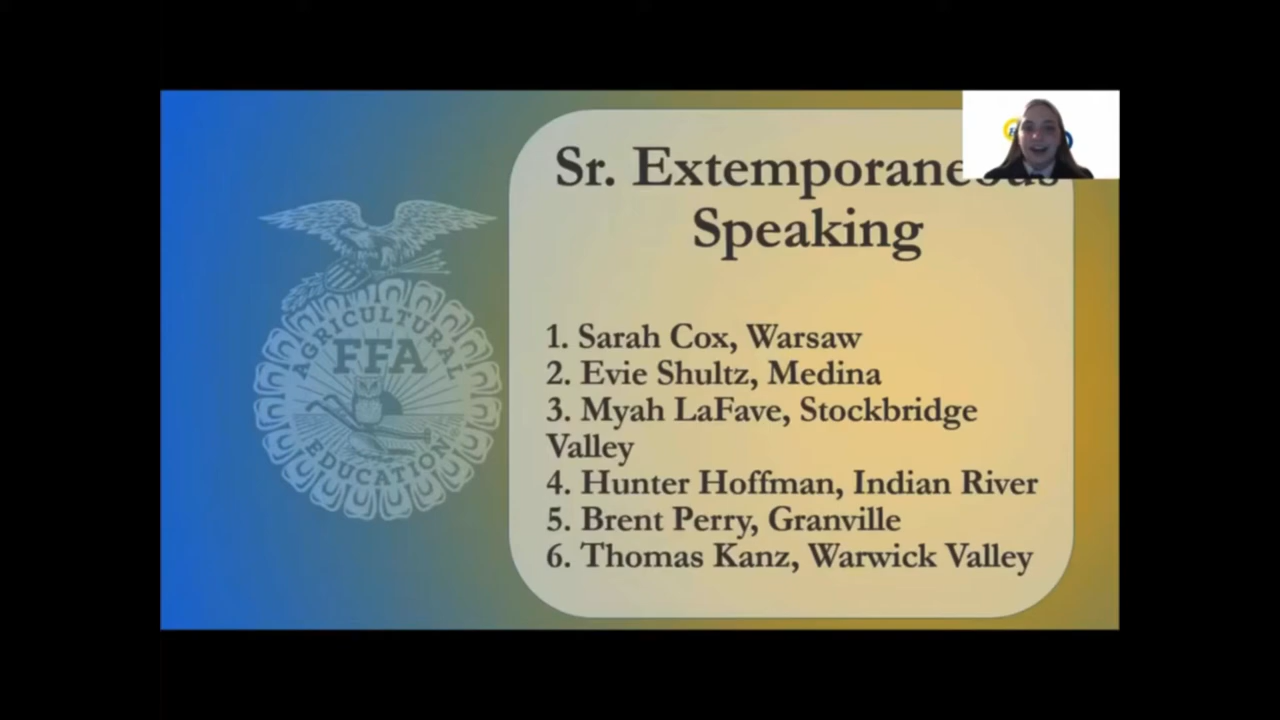 Sr. Extemporaneous
Speaking
AGRICULTURAL
FFA
EDUCATION
1. Sarah Cox, Warsaw
2. Evie Shultz, Medina
3. Myah LaFave, Stockbridge
Valley
4. Hunter Hoffman, Indian River
5. Brent Perry, Granville
6. Thomas Kanz, Warwick Valley